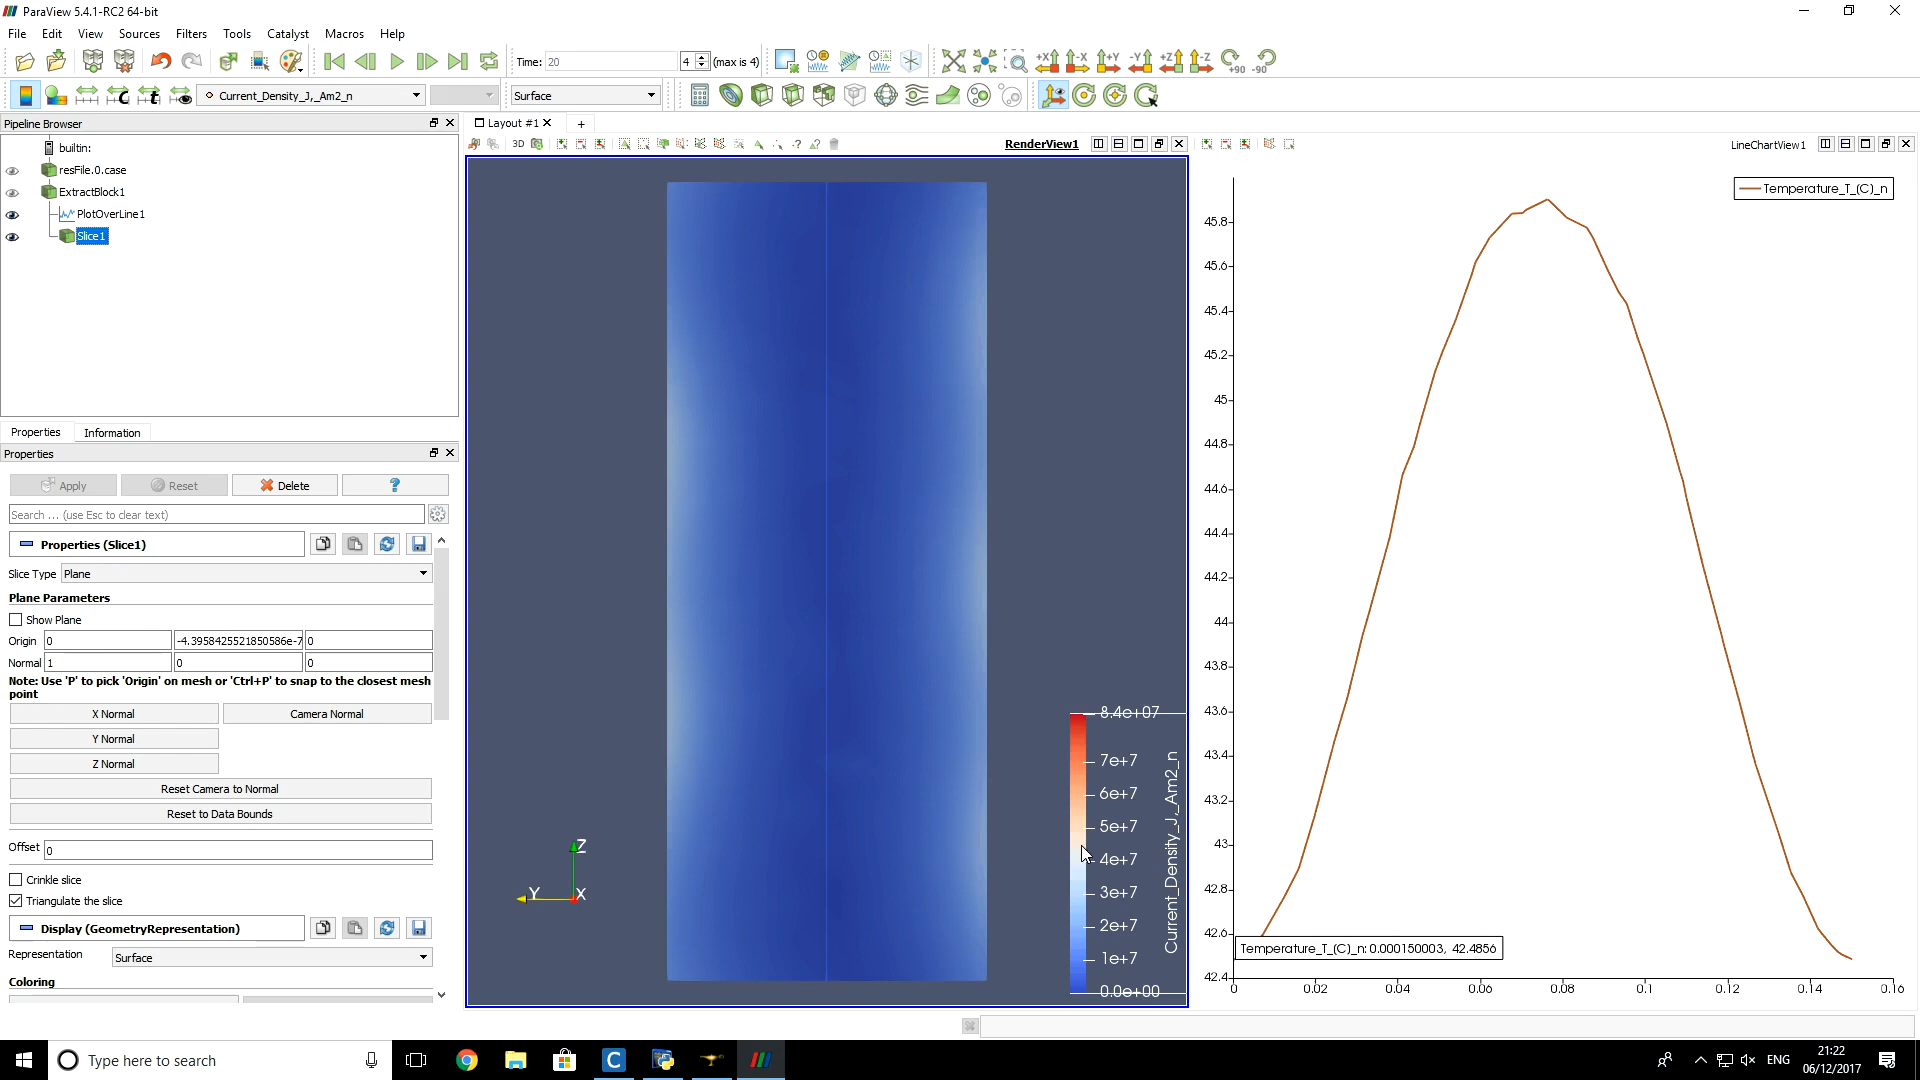 ParaView 5.4.1-RC2 64-bit
File Edit View Sources Filters Tools Catalyst Macros Help
Time: 20 4 (max is 4)
+X -X +Y -Y +Z -Z +90 -90
Current_Density_J,_Am2_n Surface
Pipeline Browser
builtin:
resFile.0.case
ExtractBlock1
PlotOverLine1
Slice1
Properties Information
Properties
Apply Reset Delete ?
Search ... (use Esc to clear text)
Properties (Slice1)
Slice Type Plane
Plane Parameters
Show Plane
Origin 0 -4.3958425521850586e-7 0
Normal 1 0 0
Note: Use 'P' to pick 'Origin' on mesh or 'Ctrl+P' to snap to the closest mesh
point
X Normal Camera Normal
Y Normal
Z Normal
Reset Camera to Normal
Reset to Data Bounds
Offset 0
Crinkle slice
Triangulate the slice
Display (GeometryRepresentation)
Representation Surface
Coloring
Layout #1 +
3D RenderView1
Z
Y X
8.4e+07
7e+7
6e+7
5e+7
4e+7
3e+7
2e+7
1e+7
0.0e+00
Current_Density_J,_Am2_n
LineChartView1
Temperature_T_(C)_n
45.8
45.6
45.4
45.2
45
44.8
44.6
44.4
44.2
44
43.8
43.6
43.4
43.2
43
42.8
42.6
42.4
Temperature_T_(C)_n: 0.000150003, 42.4856
0 0.02 0.04 0.06 0.08 0.1 0.12 0.14 0.16
Type here to search
C
ENG
21:22
06/12/2017